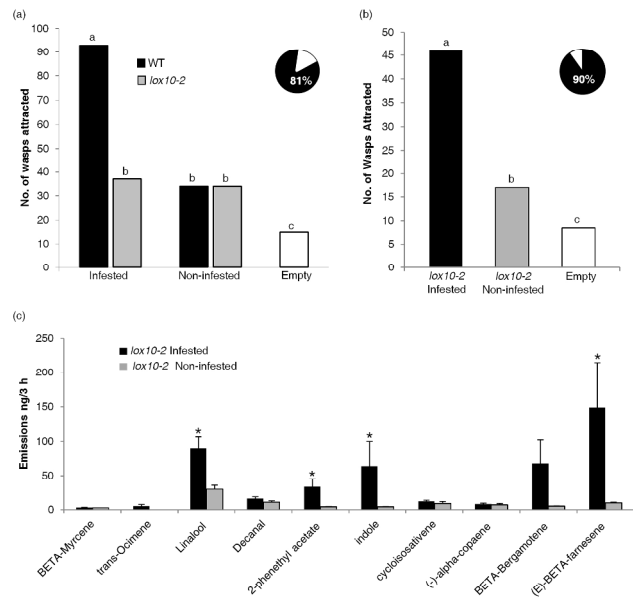 (a)
No. of wasps attracted
100
90
80
70
60
50
40
30
20
10
0
a
b
b
b
c
WT
lox10-2
81%
Infested
Non-infested
Empty
(b)
No. of Wasps Attracted
50
45
40
35
30
25
20
15
10
5
0
a
b
c
90%
lox10-2
Infested
lox10-2
Non-infested
Empty
(c)
Emissions ng/3 h
250
200
150
100
50
0
lox10-2 Infested
lox10-2 Non-infested
*
*
*
*
BETA-Myrcene
trans-Ocimene
Linalool
Decanal
2-phenethyl acetate
indole
cycloisosativene
(-)-alpha-copaene
BETA-Bergamotene
(E)-BETA-farnesene